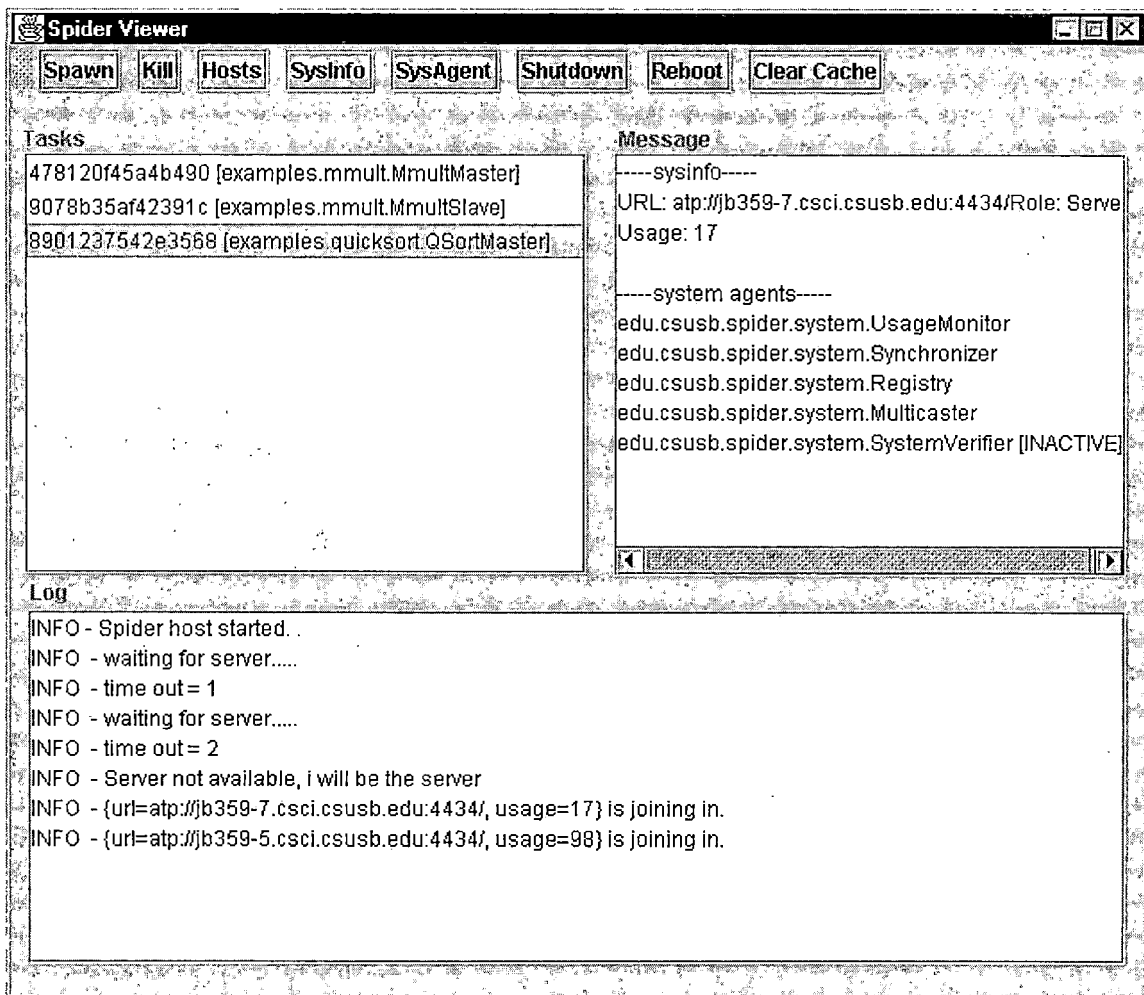 Spider Viewer
Spawn Kill Hosts SysInfo SysAgent Shutdown Reboot Clear Cache
Tasks
478120f45a4b490 [examples.mmult.MmultMaster]
9078b35af42391c [examples.mmult.MmultSlave]
8901237542e3568 [examples.quicksort.QSortMaster]
Message
-----sysinfo-----
URL: atp://jb359-7.csci.csusb.edu:4434/Role: Serve
Usage: 17
-----system agents-----
edu.csusb.spider.system.UsageMonitor
edu.csusb.spider.system.Synchronizer
edu.csusb.spider.system.Registry
edu.csusb.spider.system.Multicaster
edu.csusb.spider.system.SystemVerifier [INACTIVE]
Log
INFO - Spider host started. .
INFO - waiting for server.....
INFO - time out = 1
INFO - waiting for server.....
INFO - time out = 2
INFO - Server not available, i will be the server
INFO - {url=atp://jb359-7.csci.csusb.edu:4434/, usage=17} is joining in.
INFO - {url=atp://jb359-5.csci.csusb.edu:4434/, usage=98} is joining in.